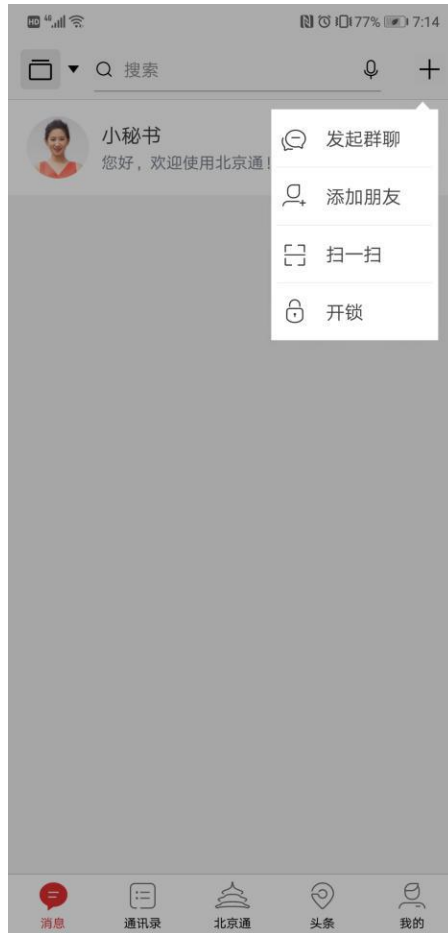 HD 77% 7:14
搜索
小秘书
您好，欢迎使用北京通！
发起群聊
添加朋友
扫一扫
开锁
消息 通讯录 北京通 头条 我的